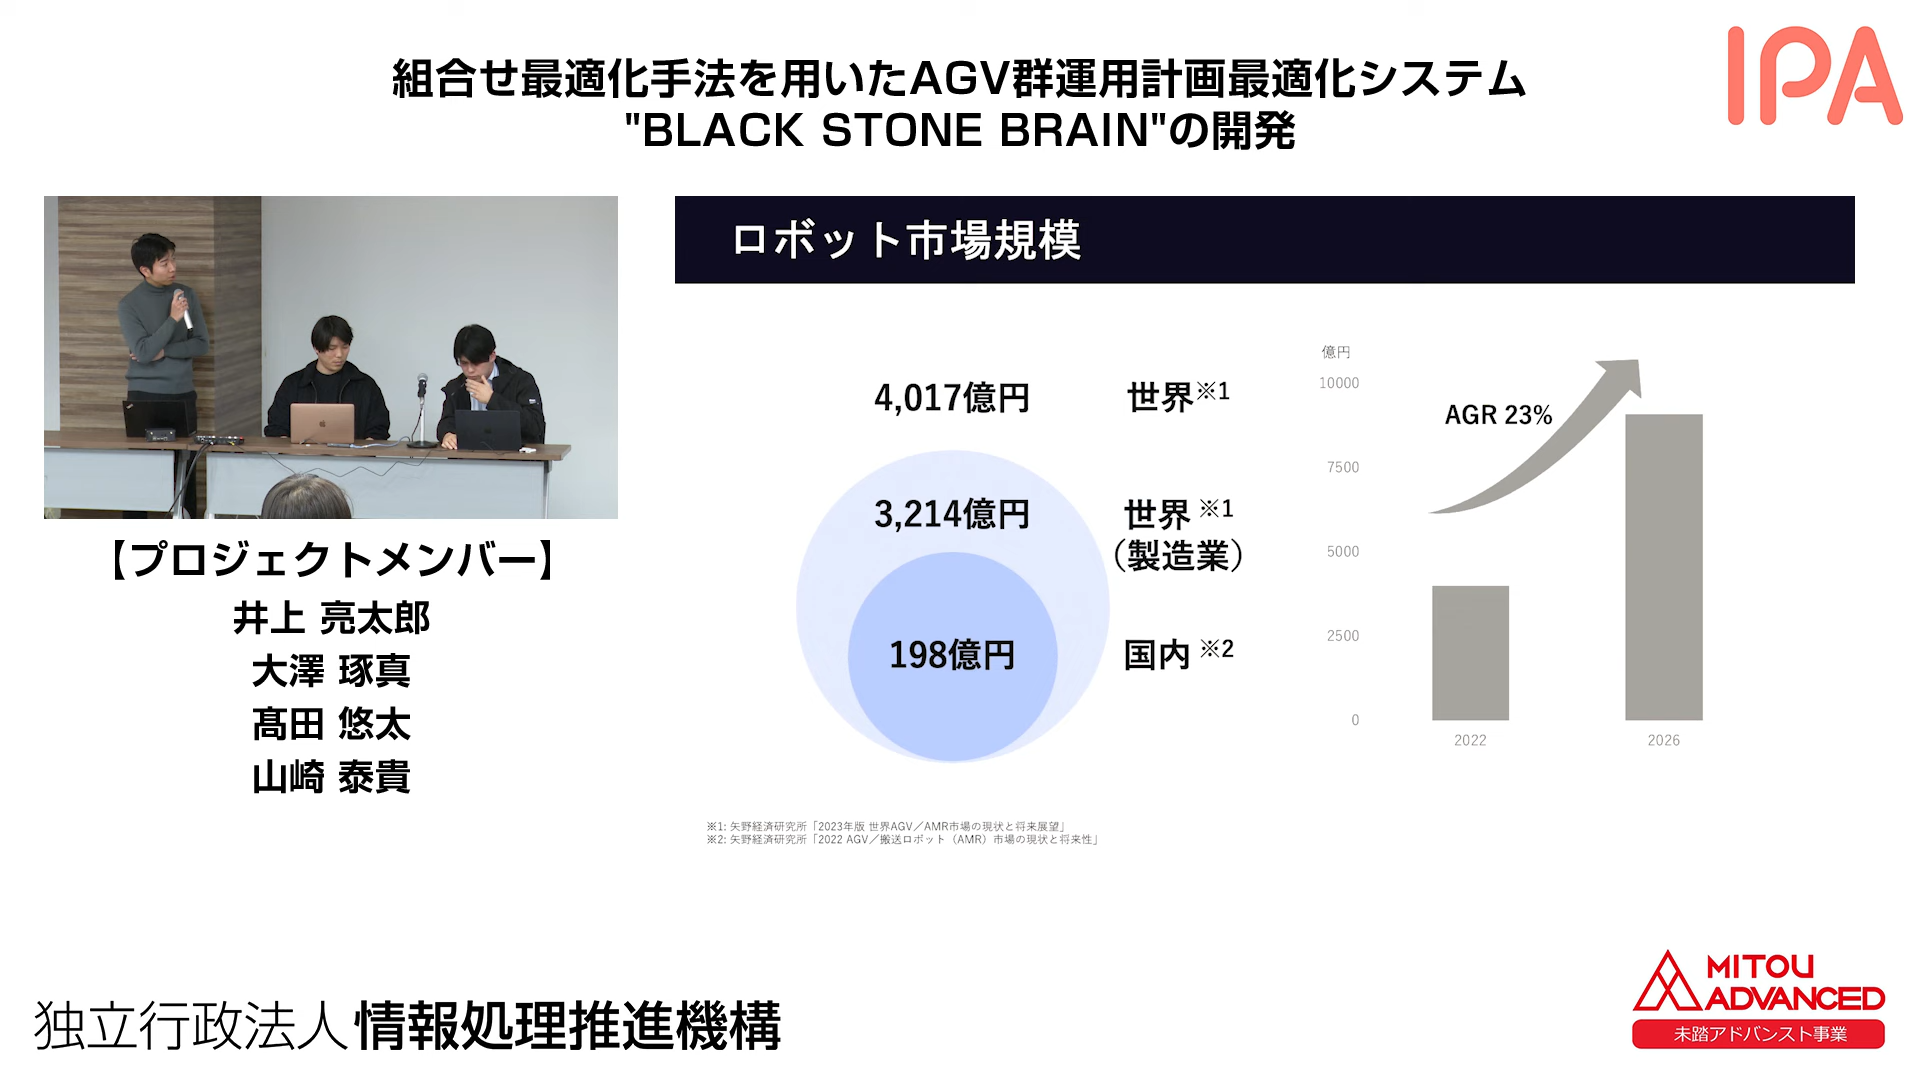 組合せ最適化手法を用いたAGV群運用計画最適化システム
"BLACK STONE BRAIN"の開発
IPA
【プロジェクトメンバー】
井上 亮太郎
大澤 琢真
髙田 悠太
山崎 泰貴
ロボット市場規模
4,017億円 世界※1
3,214億円 世界 ※1
（製造業）
198億円 国内 ※2
億円
10000
7500
5000
2500
0
AGR 23%
2022 2026
※1: 矢野経済研究所「2023年版 世界AGV／AMR市場の現状と将来展望」
※2: 矢野経済研究所「2022 AGV／搬送ロボット（AMR）市場の現状と将来性」
独立行政法人情報処理推進機構
MITOU
ADVANCED
未踏アドバンスト事業